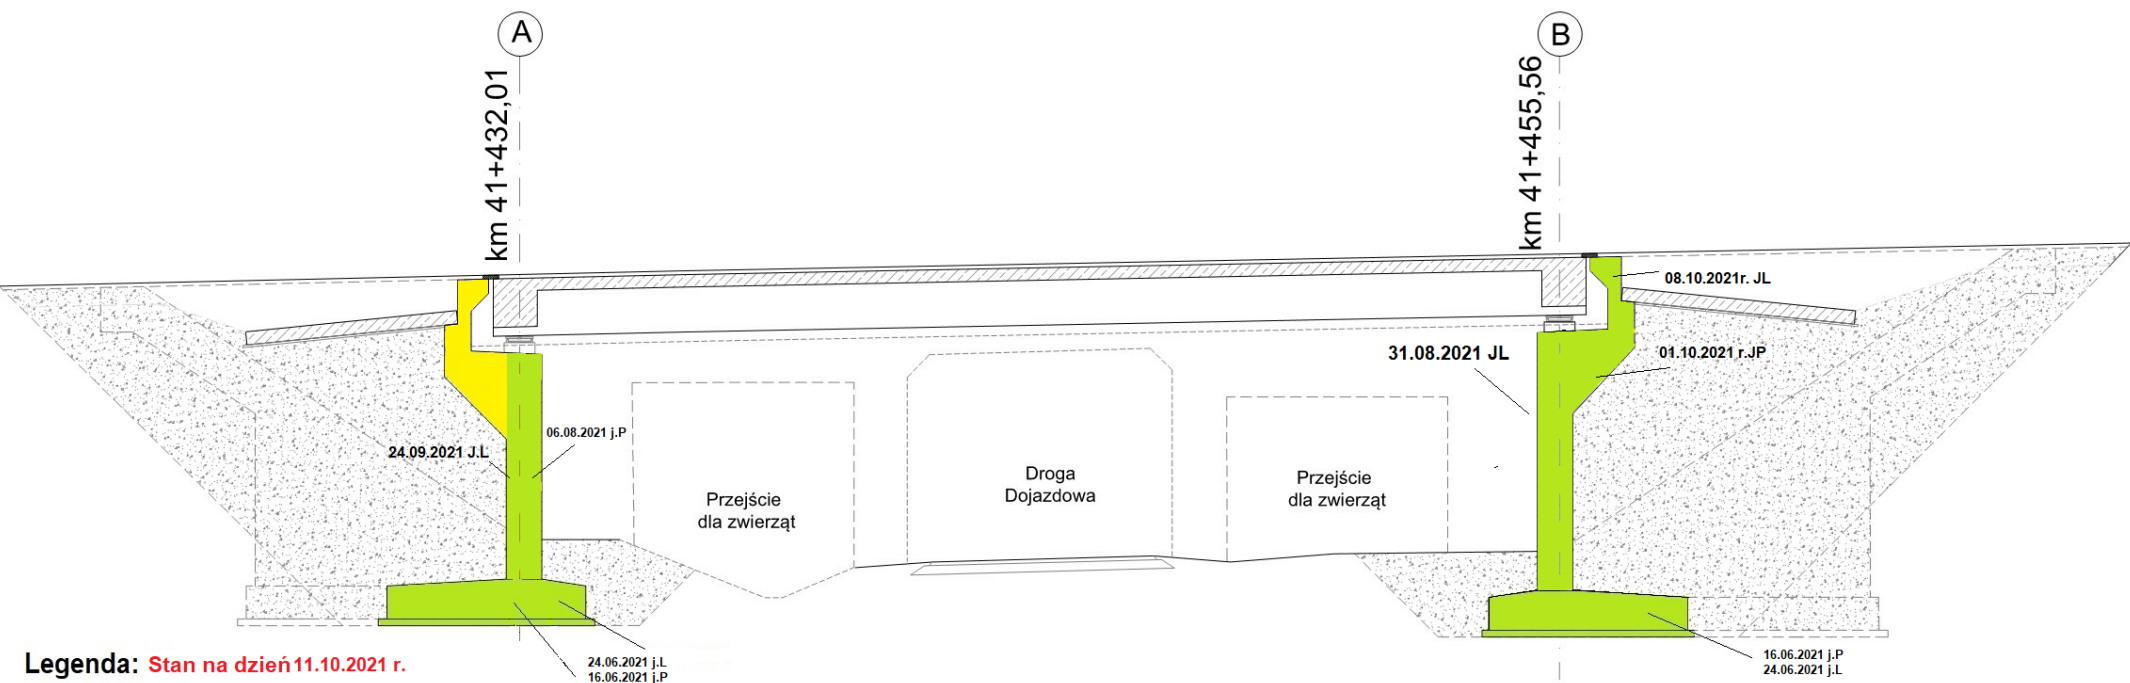 A
B
km 41+432,01
km 41+455,56
08.10.2021r. JL
31.08.2021 JL
01.10.2021 r.JP
06.08.2021 j.P
24.09.2021 J.L
Przejście
dla zwierząt
Droga
Dojazdowa
Przejście
dla zwierząt
24.06.2021 j.L
16.06.2021 j.P
16.06.2021 j.P
24.06.2021 j.L
Legenda: Stan na dzień 11.10.2021 r.